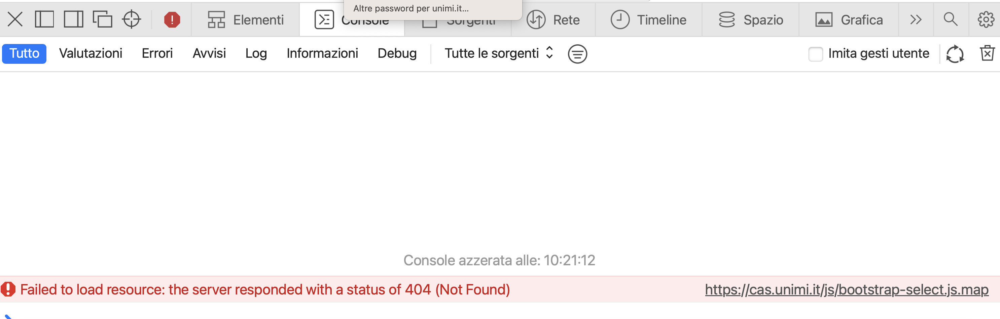 Altre password per unimi.it...
Elementi
Console
Sorgenti
Rete
Timeline
Spazio
Grafica
Tutto
Valutazioni
Errori
Avvisi
Log
Informazioni
Debug
Tutte le sorgenti
Imita gesti utente
Console azzerata alle: 10:21:12
Failed to load resource: the server responded with a status of 404 (Not Found)
https://cas.unimi.it/js/bootstrap-select.js.map